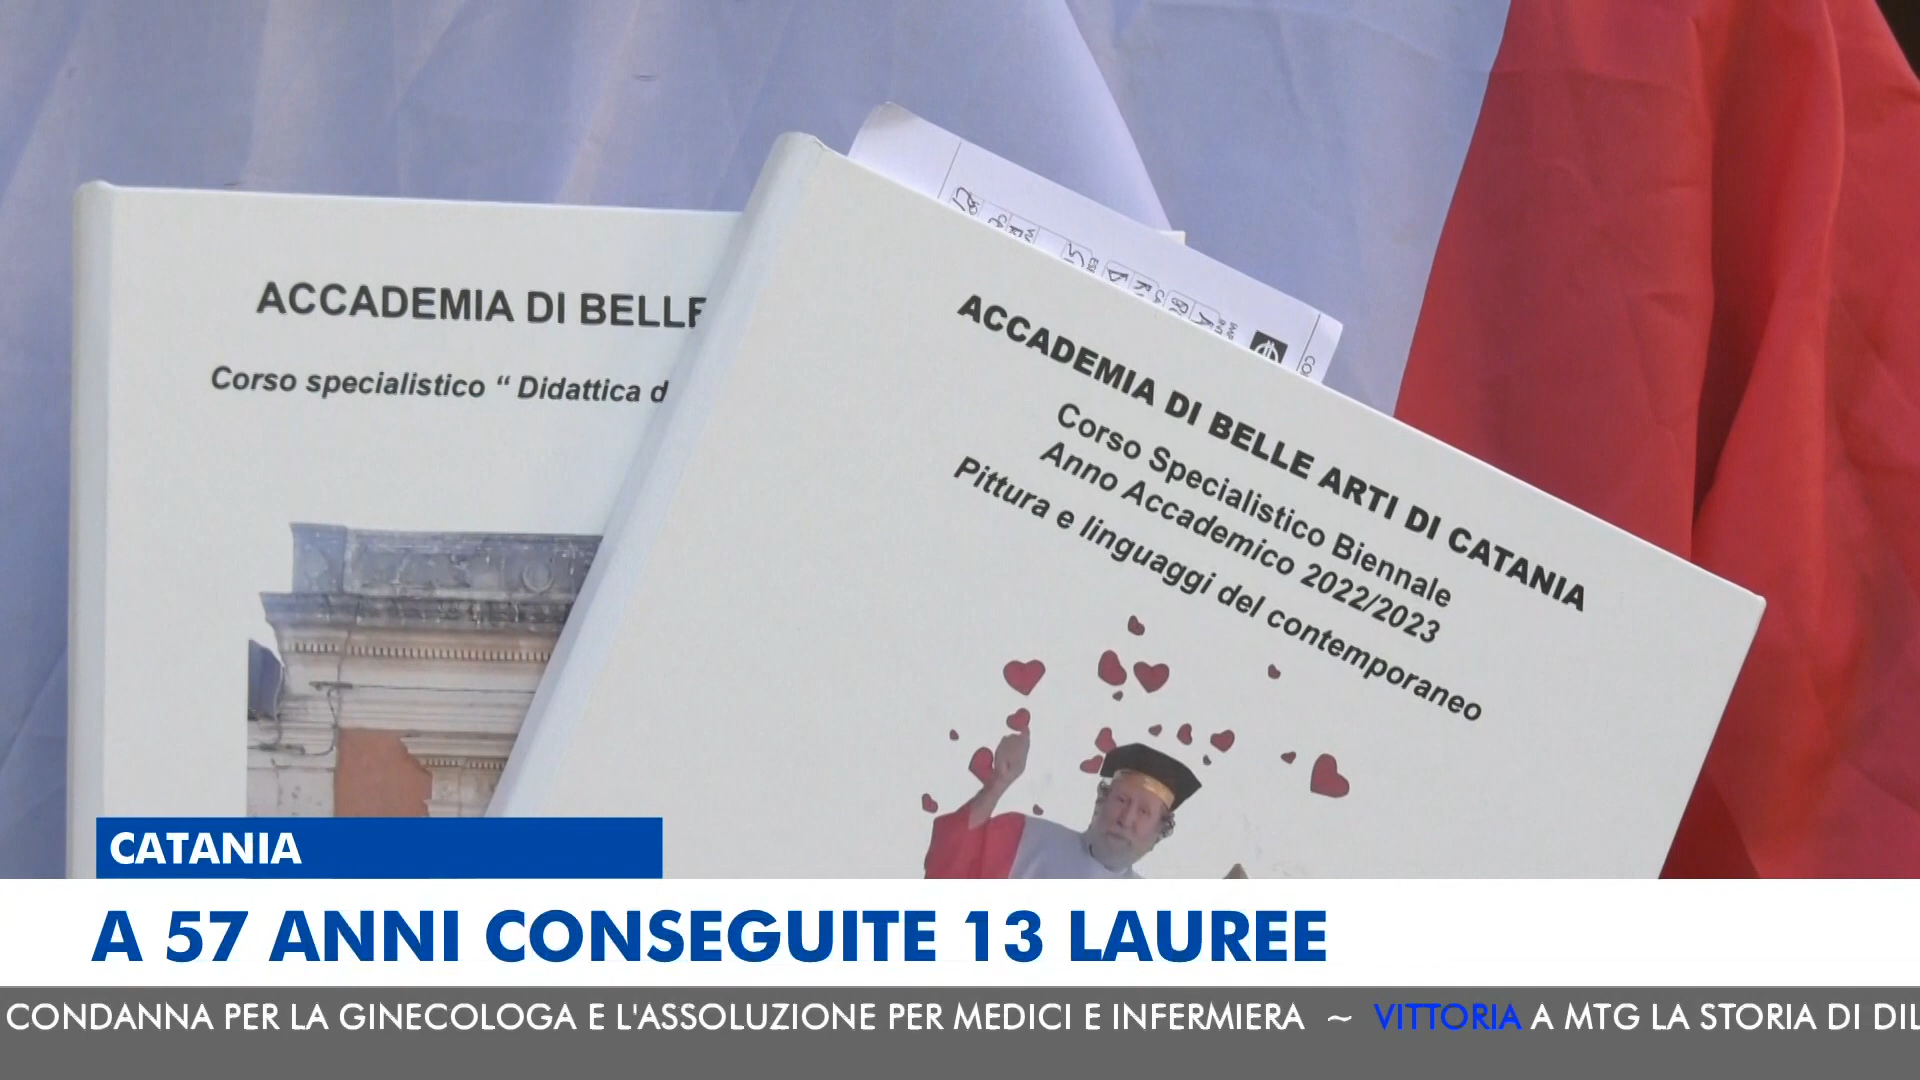 ACCADEMIA DI BELLE
Corso specialistico “ Didattica d
ACCADEMIA DI BELLE ARTI DI CATANIA
Corso Specialistico Biennale
Anno Accademico 2022/2023
Pittura e linguaggi del contemporaneo
CATANIA
A 57 ANNI CONSEGUITE 13 LAUREE
CONDANNA PER LA GINECOLOGA E L'ASSOLUZIONE PER MEDICI E INFERMIERA ~ VITTORIA A MTG LA STORIA DI DIL